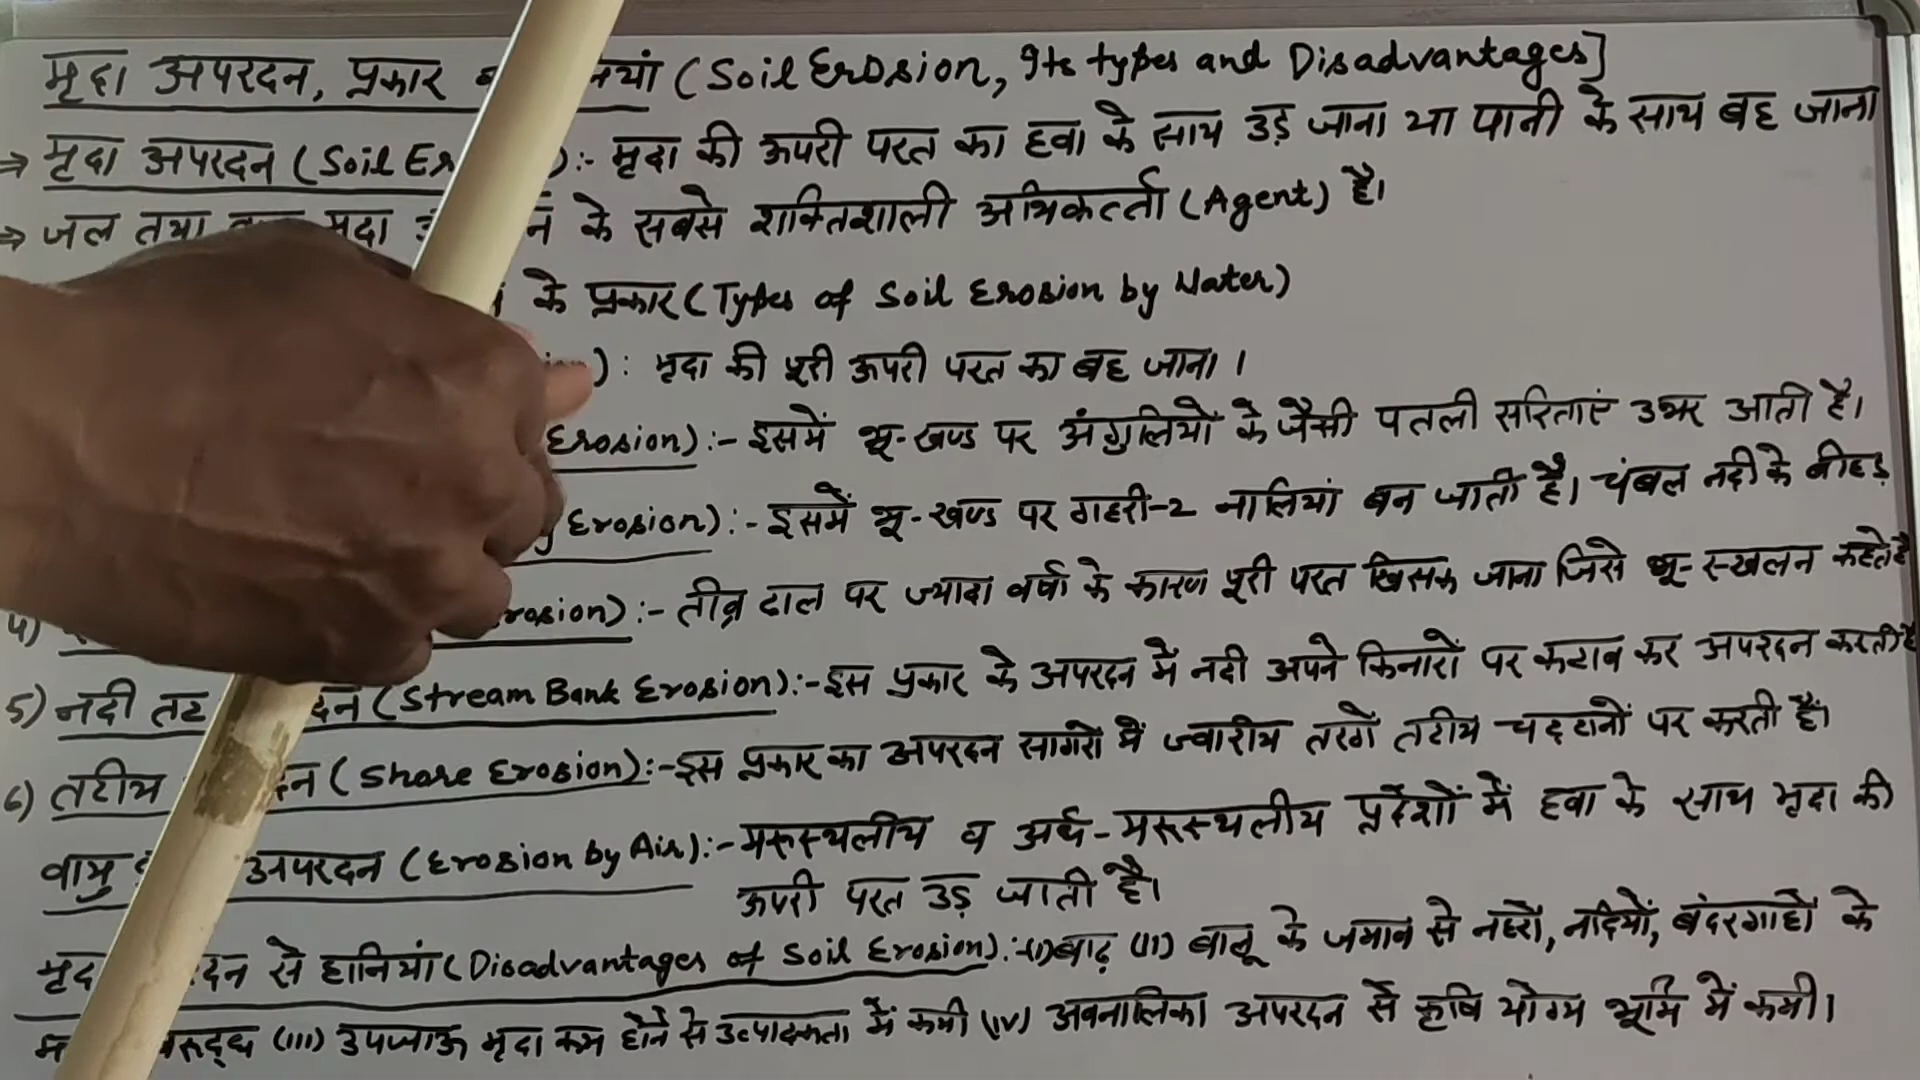 मृदा अपरदन, प्रकार व (Soil Erosion, Its types and Disadvantages]
⇒ मृदा अपरदन (Soil :- मृदा की ऊपरी परत का हवा के साथ उड़ जाना या पानी के साथ बह जाना
⇒ जल तथा मृदा के सबसे शक्तिशाली अभिकर्त्ता (Agent) है।
के प्रकार (Types of Soil Erosion by Water)
): मृदा की पूरी ऊपरी परत का बह जाना।
Erosion):- इसमें भू-खण्ड पर अंगुलियों के जैसी पतली सरिताएं उभर आती है।
Erosion):- इसमें भू-खण्ड पर गहरी-2 नालियां बन जाती है। चंबल नदी के बीहड़
4) :- तीव्र ढाल पर ज्यादा वर्षा के कारण पूरी परत खिसक जाना जिसे भू-स्खलन कहते है
5) नदी तट (Stream Bank Erosion):- इस प्रकार के अपरदन में नदी अपने किनारों पर कटाव कर अपरदन करती है
6) तटीय (Shore Erosion):- इस प्रकार का अपरदन सागरों में ज्वारीय तरंगें तटीय चट्टानों पर करती हैं।
वायु अपरदन (Erosion by Air):- मरुस्थलीय व अर्ध-मरुस्थलीय प्रदेशों में हवा के साथ मृदा की
ऊपरी परत उड़ जाती है।
से हानियां (Disadvantages of Soil Erosion):- (i) बाढ़ (ii) बालू के जमाव से नहरों, नदियों, बंदरगाहों के
(iii) उपजाऊ मृदा कम होने से उत्पादकता में कमी (iv) अवनालिका अपरदन से कृषि योग्य भूमि में कमी।